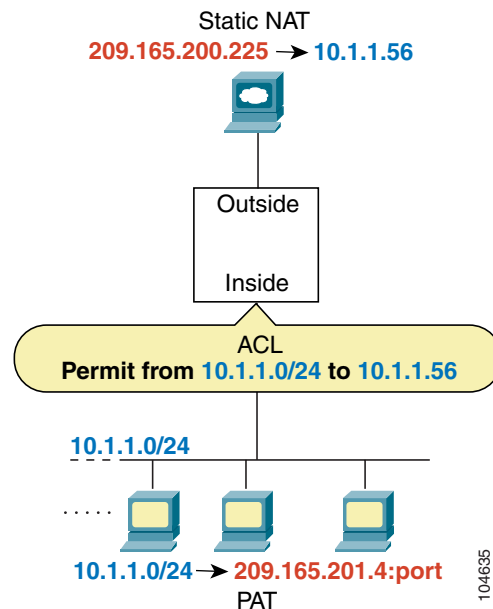 Static NAT
209.165.200.225 → 10.1.1.56
Outside
Inside
ACL
Permit from 10.1.1.0/24 to 10.1.1.56
10.1.1.0/24
10.1.1.0/24 → 209.165.201.4:port
PAT
104635